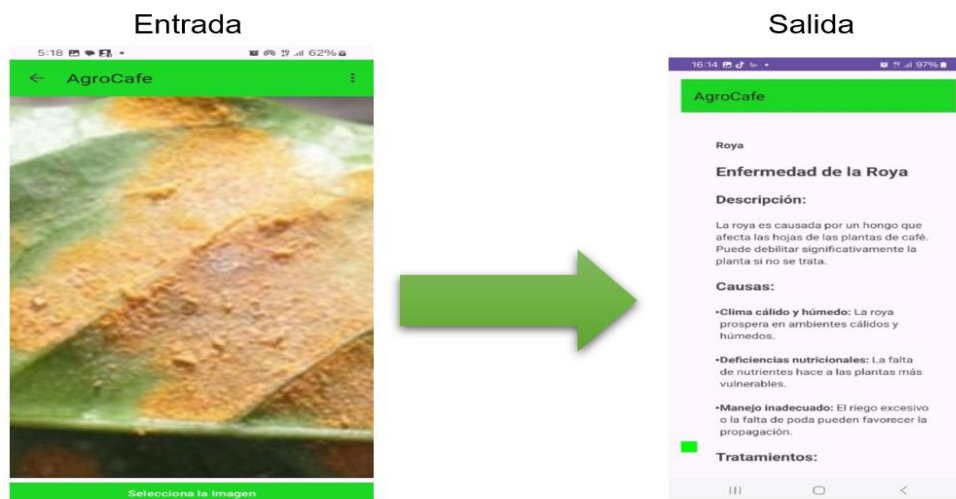 Entrada
Salida
5:18 62%
← AgroCafe
Selecciona la Imagen
16:14 97%
AgroCafe
Roya
Enfermedad de la Roya
Descripción:
La roya es causada por un hongo que
afecta las hojas de las plantas de café.
Puede debilitar significativamente la
planta si no se trata.
Causas:
•Clima cálido y húmedo: La roya
prospera en ambientes cálidos y
húmedos.
•Deficiencias nutricionales: La falta
de nutrientes hace a las plantas más
vulnerables.
•Manejo inadecuado: El riego excesivo
o la falta de poda pueden favorecer la
propagación.
Tratamientos: